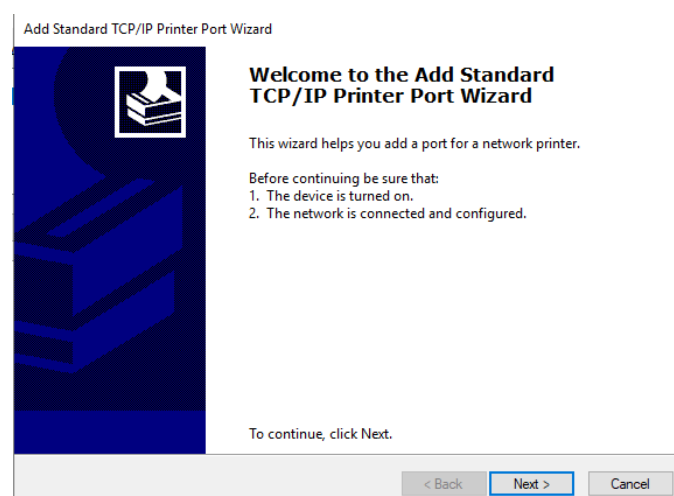 Add Standard TCP/IP Printer Port Wizard
Welcome to the Add Standard
TCP/IP Printer Port Wizard
This wizard helps you add a port for a network printer.
Before continuing be sure that:
1. The device is turned on.
2. The network is connected and configured.
To continue, click Next.
< Back
Next >
Cancel